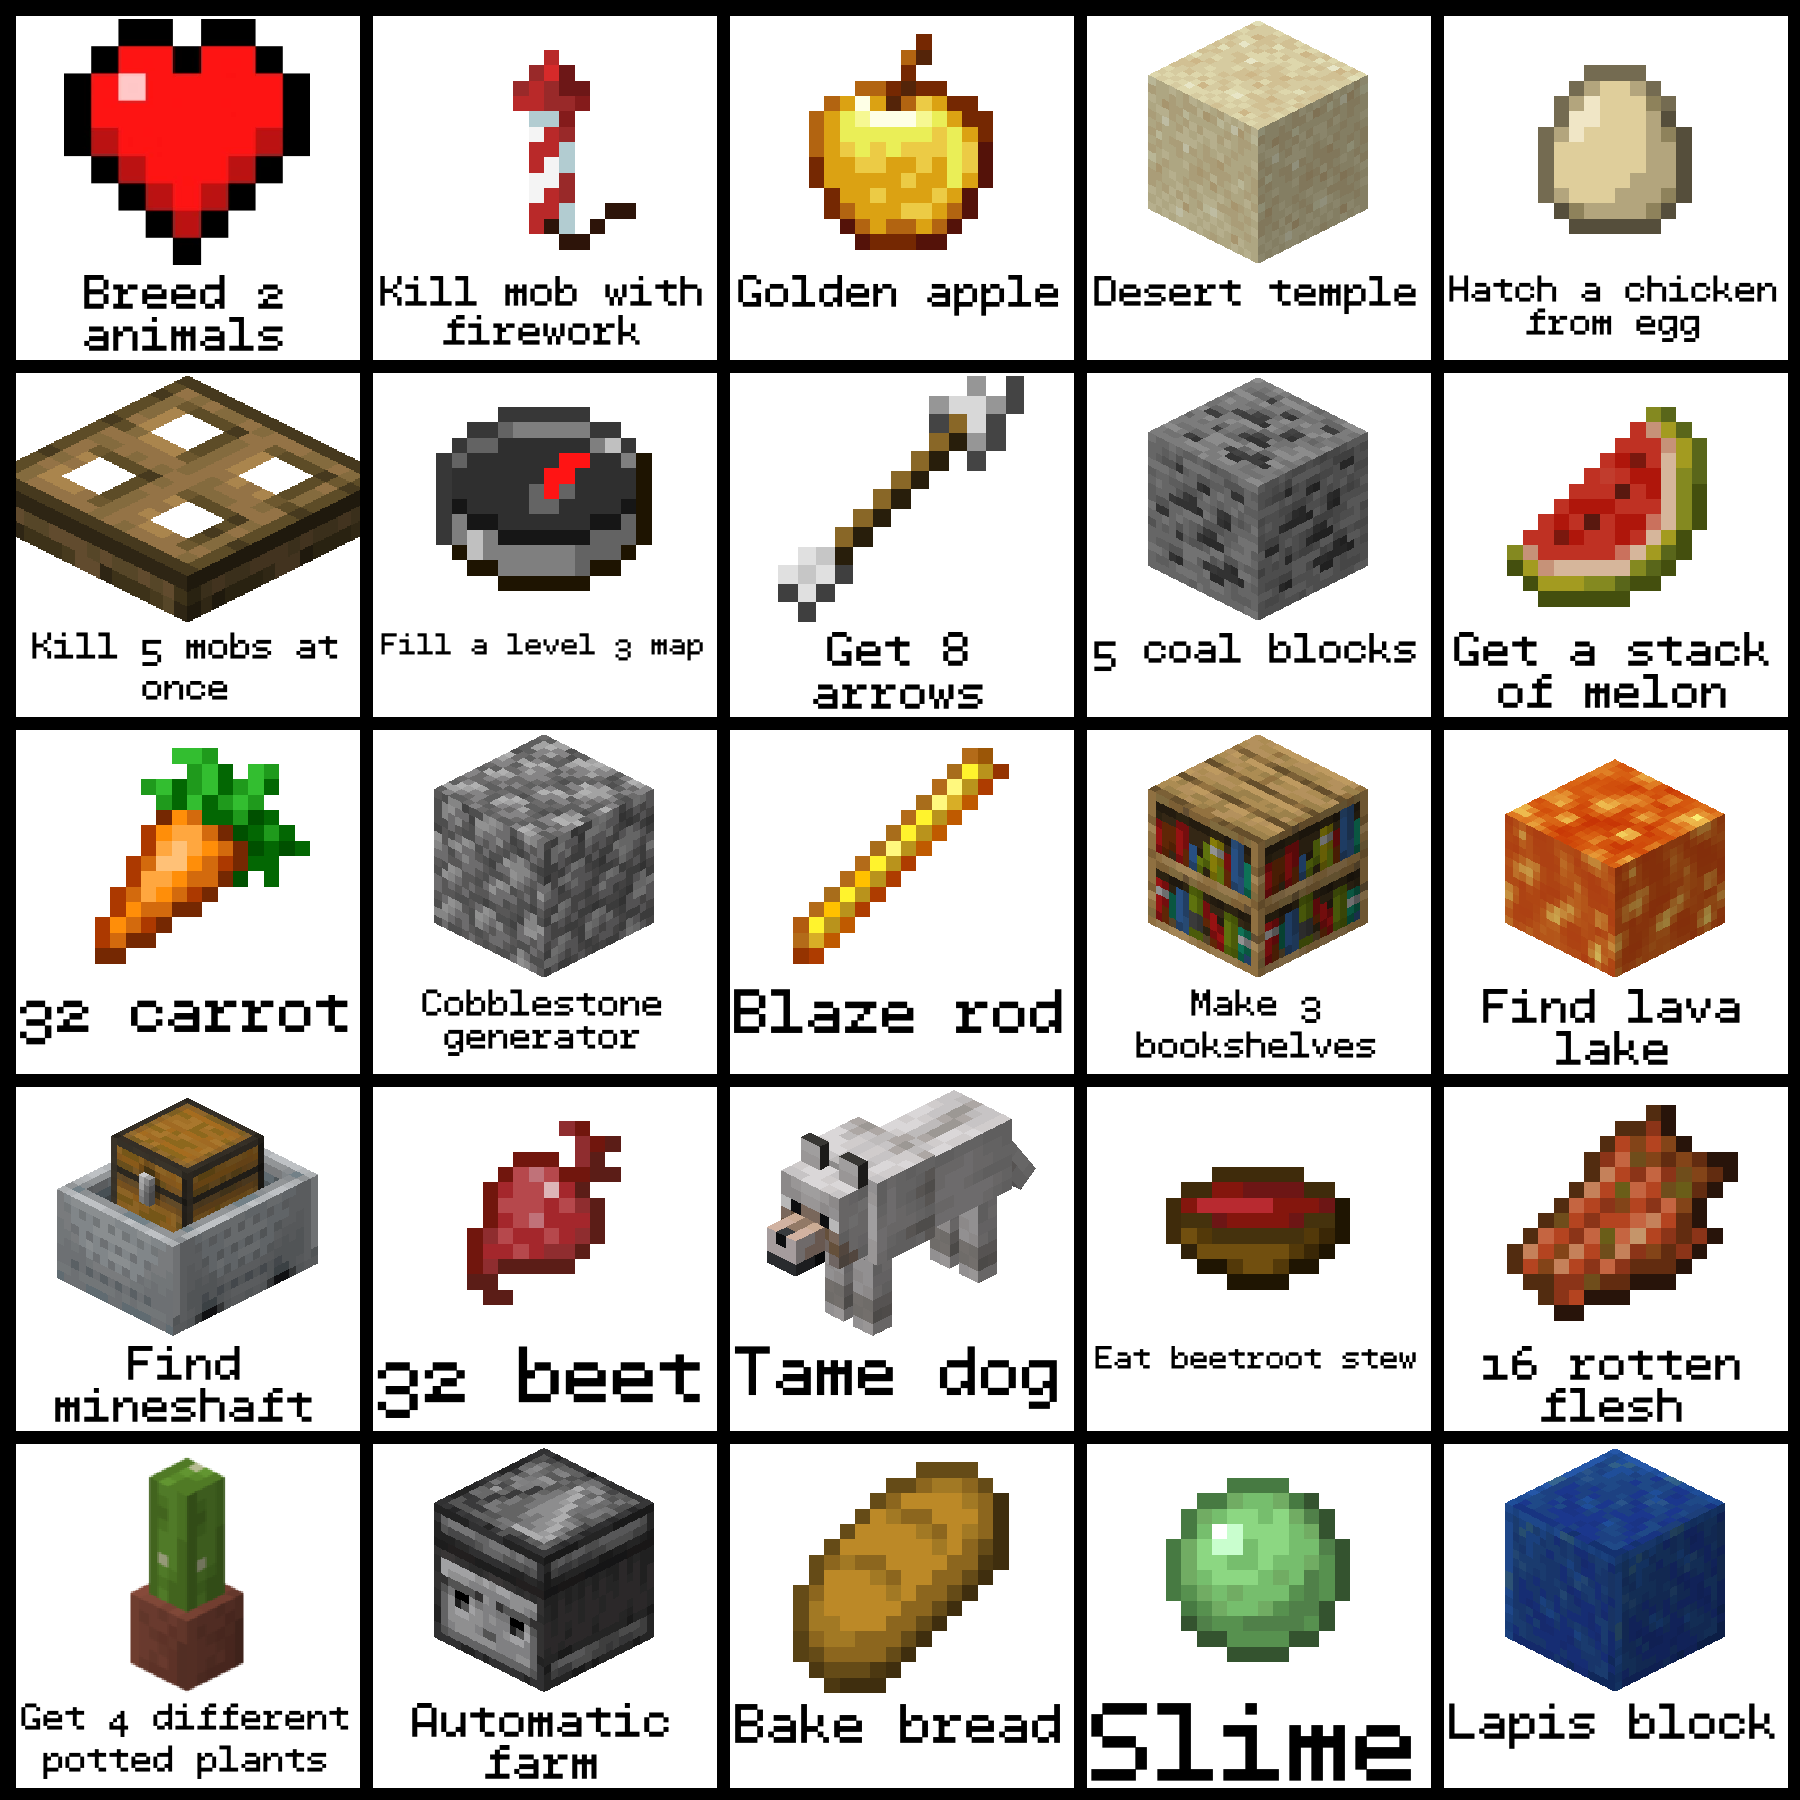 Breed 2
animals
Kill mob with
firework
Golden apple
Desert temple
Hatch a chicken
from egg
Kill 5 mobs at
once
Fill a level 3 map
Get 8
arrows
5 coal blocks
Get a stack
of melon
32 carrot
Cobblestone
generator
Blaze rod
Make 3
bookshelves
Find lava
lake
Find
mineshaft
32 beet
Tame dog
Eat beetroot stew
16 rotten
flesh
Get 4 different
potted plants
Automatic
farm
Bake bread
Slime
Lapis block